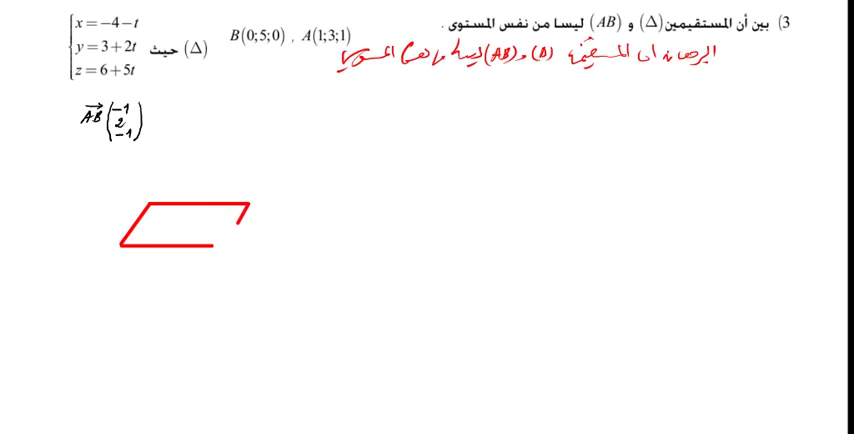 3) بين أن المستقيمين (Δ) و (AB) ليسا من نفس المستوى .
A(1;3;1) , B(0;5;0) حيث (Δ)
x = −4 − t
y = 3 + 2t
z = 6 + 5t
البرهان ان المستقيمين (Δ) و (AB) ليسا من نفس المستوي
AB (−1 2 −1)